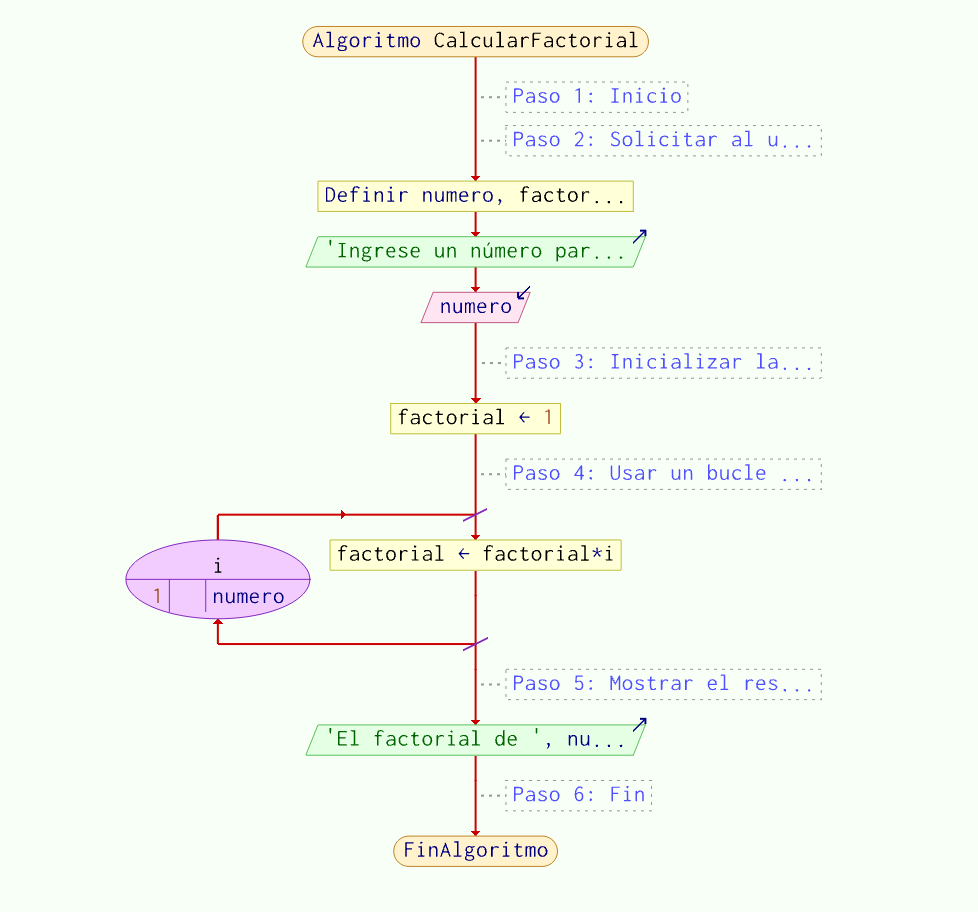 Algoritmo CalcularFactorial
Paso 1: Inicio
Paso 2: Solicitar al u...
Definir numero, factor...
'Ingrese un número par...
numero
Paso 3: Inicializar la...
factorial ← 1
Paso 4: Usar un bucle ...
factorial ← factorial*i
i
1 numero
Paso 5: Mostrar el res...
'El factorial de ', nu...
Paso 6: Fin
FinAlgoritmo